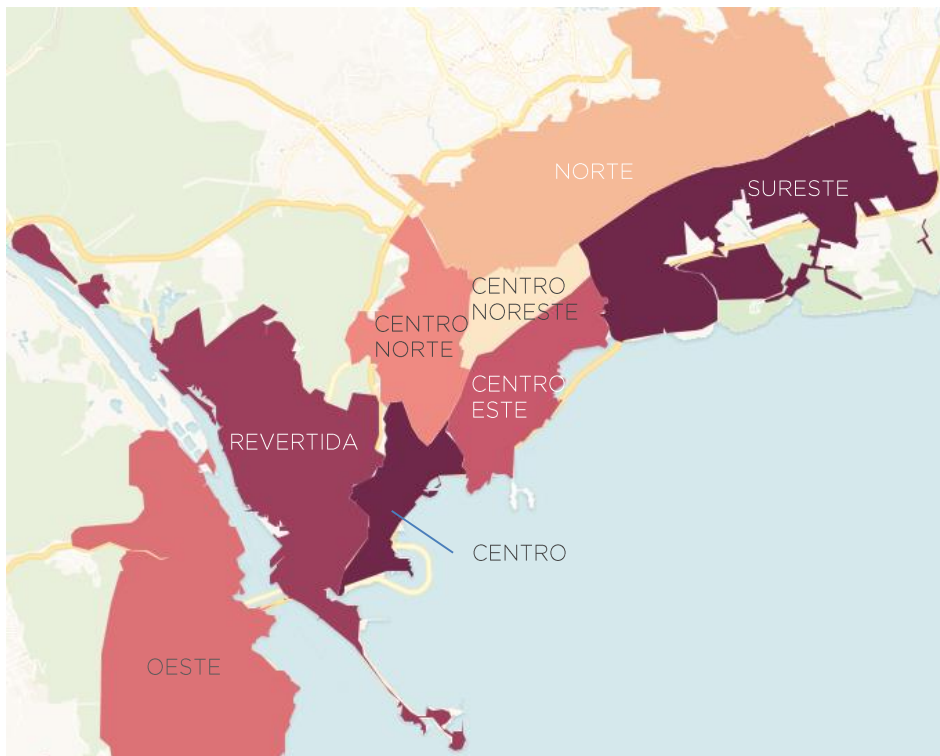 NORTE
SURESTE
CENTRO
NORESTE
CENTRO
NORTE
CENTRO
ESTE
REVERTIDA
CENTRO
OESTE